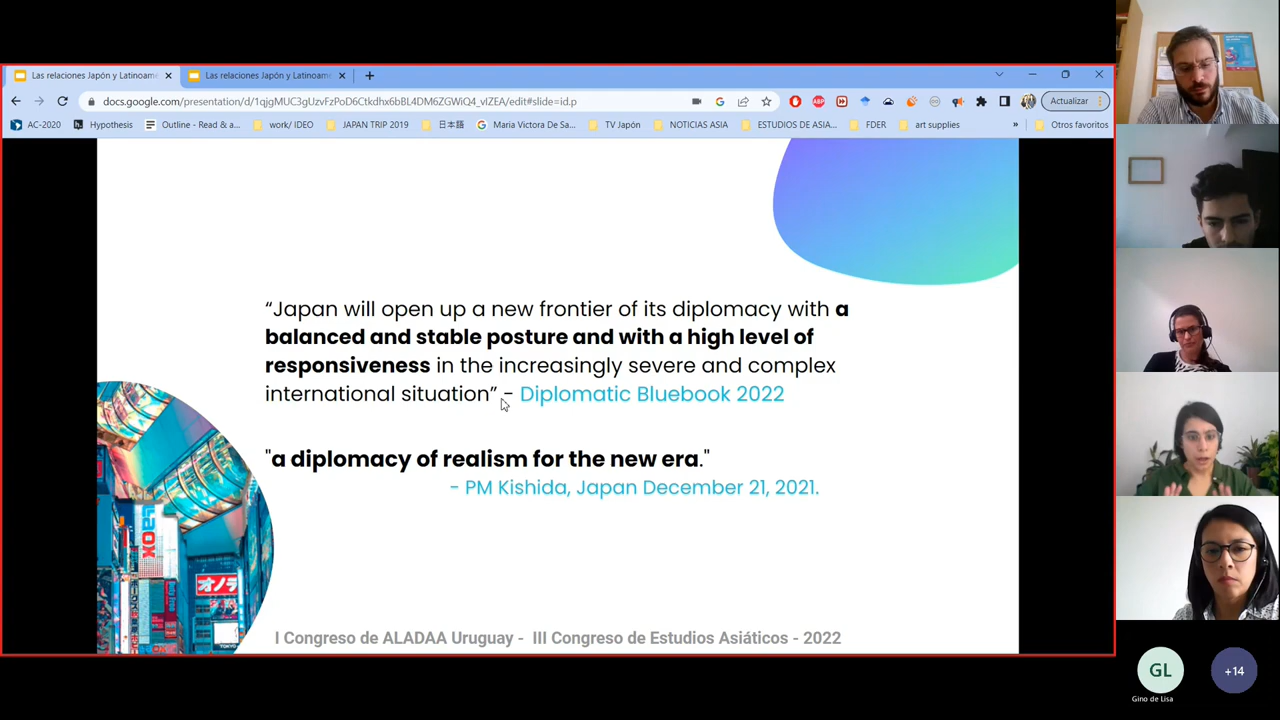 Las relaciones Japón y Latinoam
Las relaciones Japón y Latinoam
docs.google.com/presentation/d/1qjgMUC3gUzvFzPoD6Ctkdhx6bBL4DM6ZGWiQ4_vIZEA/edit#slide=id.p
ABP
Actualizar
AC-2020
Hypothesis
Outline - Read & a...
work/ IDEO
JAPAN TRIP 2019
日本語
Maria Victora De Sa...
TV Japón
NOTICIAS ASIA
ESTUDIOS DE ASIA...
FDER
art supplies
»
Otros favoritos
“Japan will open up a new frontier of its diplomacy with a
balanced and stable posture and with a high level of
responsiveness in the increasingly severe and complex
international situation” - Diplomatic Bluebook 2022
"a diplomacy of realism for the new era."
- PM Kishida, Japan December 21, 2021.
LAOX
オノデ
I Congreso de ALADAA Uruguay - III Congreso de Estudios Asiáticos - 2022
GL
+14
Gino de Lisa